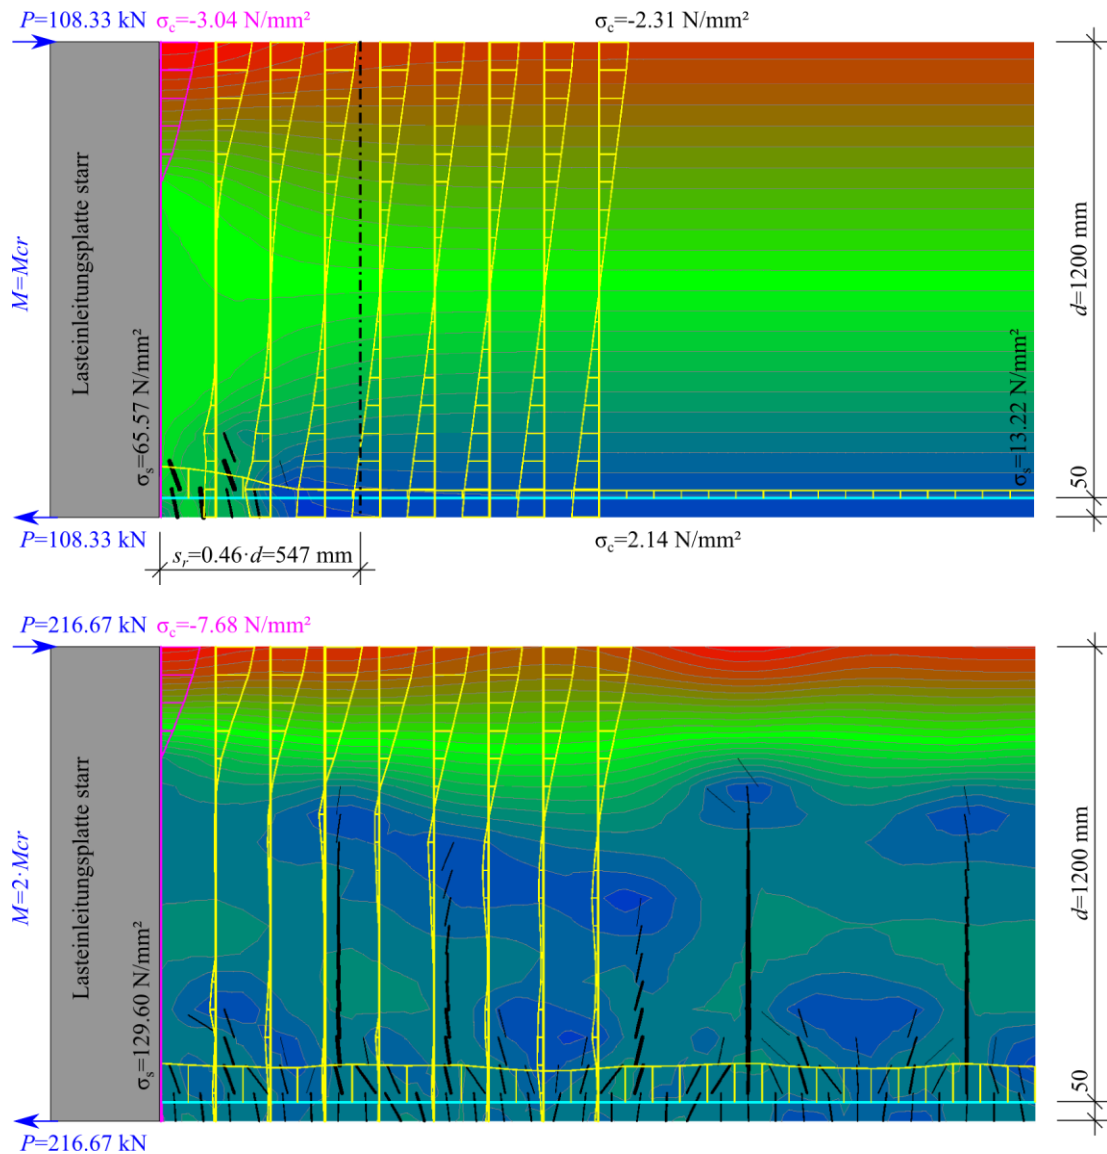 P=108.33 kN σc=-3.04 N/mm² σc=-2.31 N/mm²
M=Mcr
Lasteinleitungsplatte starr
σs=65.57 N/mm²
σs=13.22 N/mm²
d=1200 mm
50
P=108.33 kN σc=2.14 N/mm²
sr=0.46·d=547 mm
P=216.67 kN σc=-7.68 N/mm²
M=2·Mcr
Lasteinleitungsplatte starr
σs=129.60 N/mm²
d=1200 mm
50
P=216.67 kN